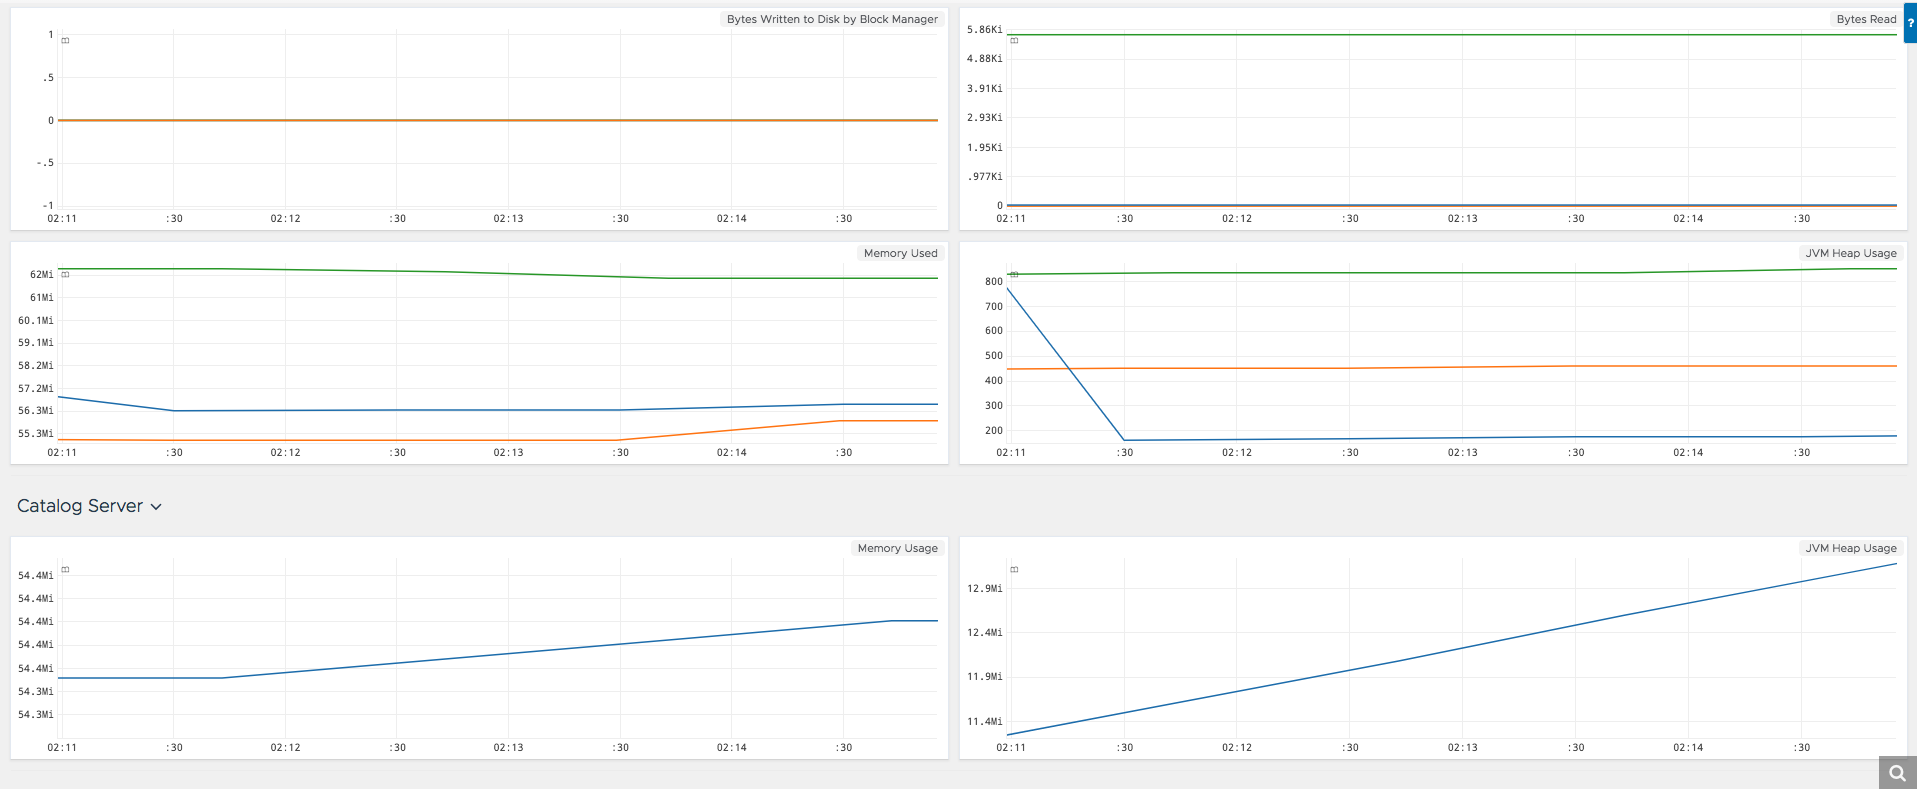 Bytes Written to Disk by Block Manager
B
1
.5
0
-.5
-1
02:11 :30 02:12 :30 02:13 :30 02:14 :30
Bytes Read
?
B
5.86Ki
4.88Ki
3.91Ki
2.93Ki
1.95Ki
.977Ki
0
02:11 :30 02:12 :30 02:13 :30 02:14 :30
Memory Used
B
62Mi
61Mi
60.1Mi
59.1Mi
58.2Mi
57.2Mi
56.3Mi
55.3Mi
02:11 :30 02:12 :30 02:13 :30 02:14 :30
JVM Heap Usage
B
800
700
600
500
400
300
200
02:11 :30 02:12 :30 02:13 :30 02:14 :30
Catalog Server
Memory Usage
B
54.4Mi
54.4Mi
54.4Mi
54.4Mi
54.4Mi
54.3Mi
54.3Mi
02:11 :30 02:12 :30 02:13 :30 02:14 :30
JVM Heap Usage
B
12.9Mi
12.4Mi
11.9Mi
11.4Mi
02:11 :30 02:12 :30 02:13 :30 02:14 :30